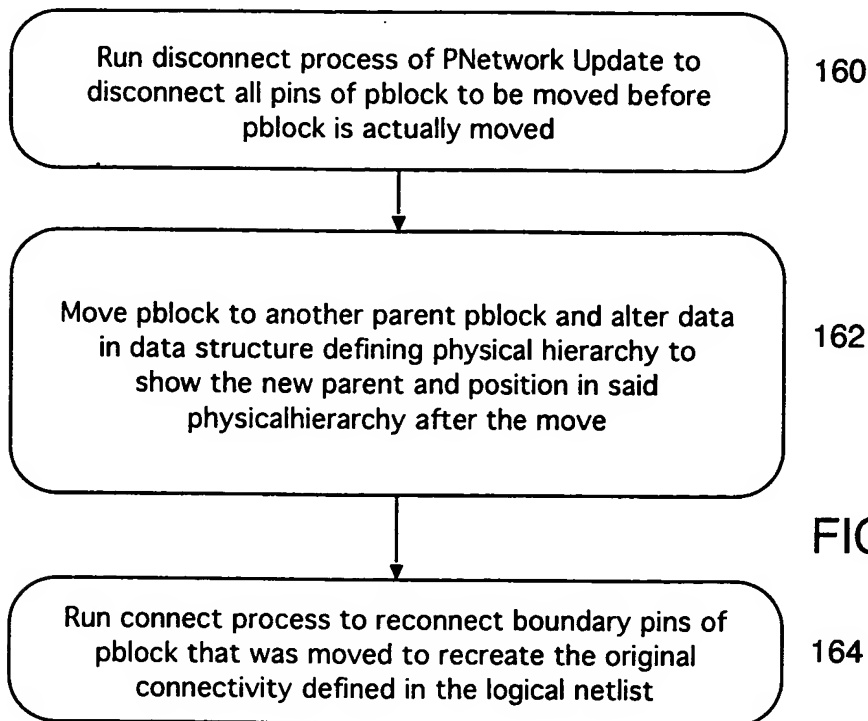 Run disconnect process of PNetwork Update to
disconnect all pins of pblock to be moved before
pblock is actually moved
160
Move pblock to another parent pblock and alter data
in data structure defining physical hierarchy to
show the new parent and position in said
physicalhierarchy after the move
162
FIG
Run connect process to reconnect boundary pins of
pblock that was moved to recreate the original
connectivity defined in the logical netlist
164